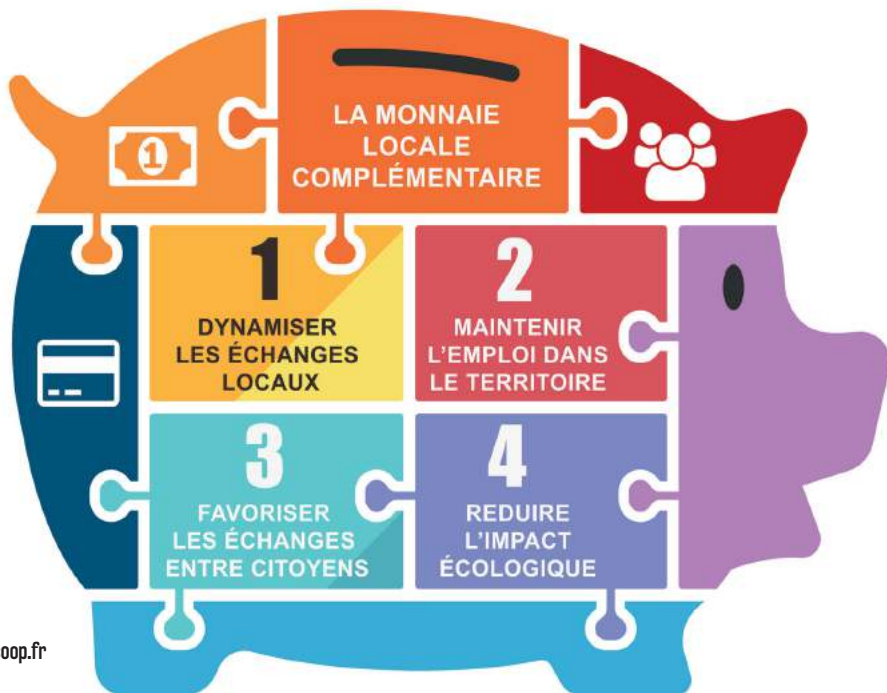 LA MONNAIE
LOCALE
COMPLÉMENTAIRE
1
DYNAMISER
LES ÉCHANGES
LOCAUX
2
MAINTENIR
L'EMPLOI DANS
LE TERRITOIRE
3
FAVORISER
LES ÉCHANGES
ENTRE CITOYENS
4
REDUIRE
L'IMPACT
ÉCOLOGIQUE
1
oop.fr